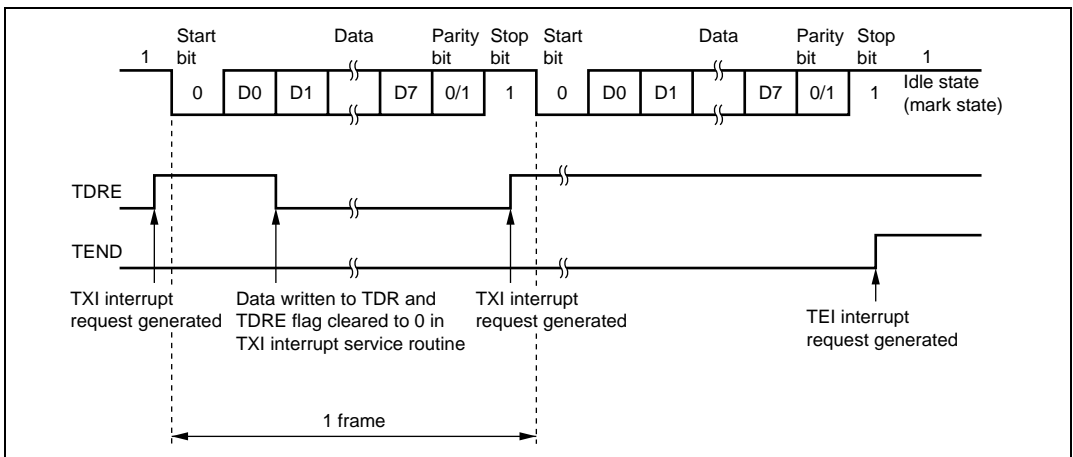 Start Data Parity Stop Start Data Parity Stop
1 bit bit bit bit bit bit 1
0 D0 D1 D7 0/1 1 0 D0 D1 D7 0/1 1 Idle state
(mark state)
TDRE
TEND
TXI interrupt
request generated
Data written to TDR and
TDRE flag cleared to 0 in
TXI interrupt service routine
TXI interrupt
request generated
TEI interrupt
request generated
1 frame